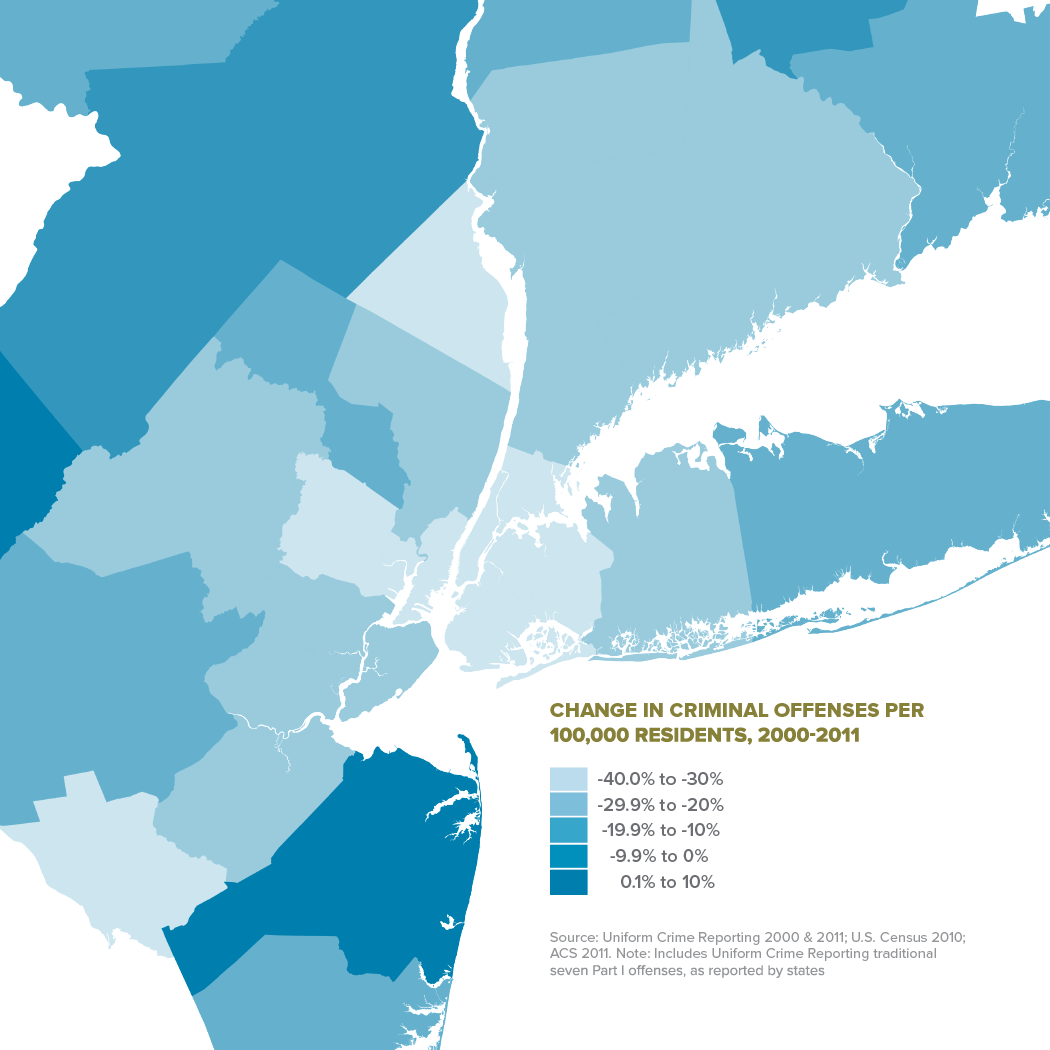 CHANGE IN CRIMINAL OFFENSES PER
100,000 RESIDENTS, 2000-2011
-40.0% to -30%
-29.9% to -20%
-19.9% to -10%
-9.9% to 0%
0.1% to 10%
Source: Uniform Crime Reporting 2000 & 2011; U.S. Census 2010;
ACS 2011. Note: Includes Uniform Crime Reporting traditional
seven Part I offenses, as reported by states